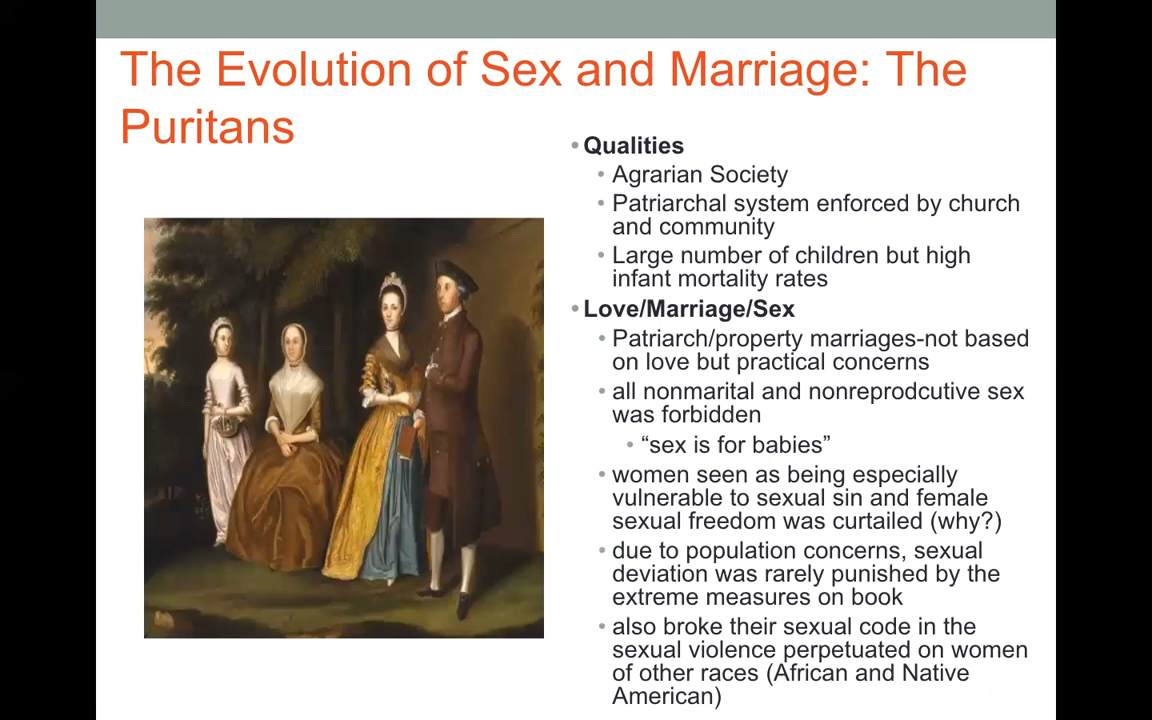 The Evolution of Sex and Marriage: The
Puritans
•Qualities
• Agrarian Society
• Patriarchal system enforced by church
and community
• Large number of children but high
infant mortality rates
•Love/Marriage/Sex
• Patriarch/property marriages-not based
on love but practical concerns
• all nonmarital and nonreprodcutive sex
was forbidden
• “sex is for babies”
• women seen as being especially
vulnerable to sexual sin and female
sexual freedom was curtailed (why?)
• due to population concerns, sexual
deviation was rarely punished by the
extreme measures on book
• also broke their sexual code in the
sexual violence perpetuated on women
of other races (African and Native
American)